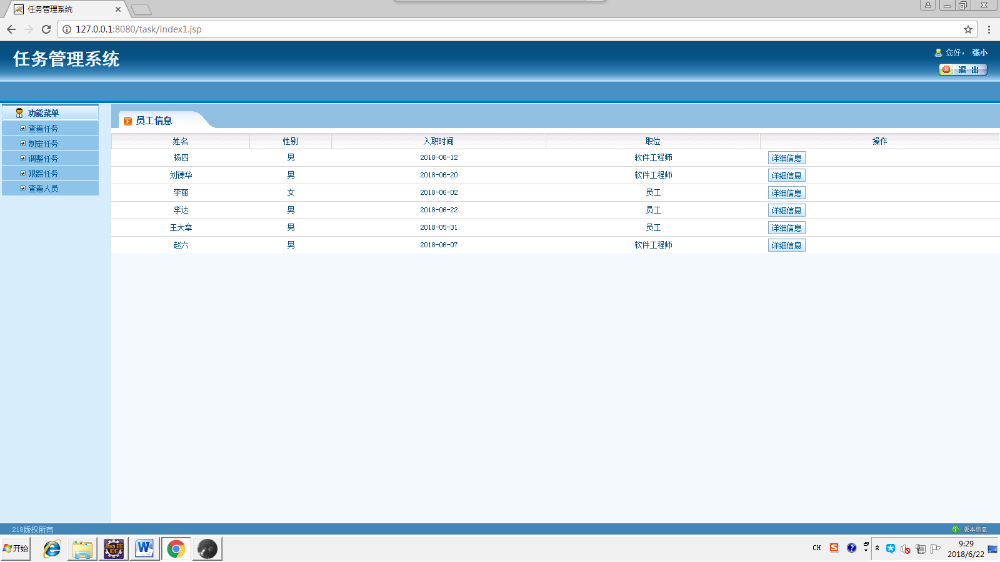 任务管理系统
127.0.0.1:8080/task/index1.jsp
任务管理系统
您好， 张小
退 出
功能菜单
查看任务
制定任务
调整任务
跟踪任务
查看人员
员工信息
姓名 性别 入职时间 职位 操作
杨四 男 2018-06-12 软件工程师 详细信息
刘德华 男 2018-06-20 软件工程师 详细信息
李丽 女 2018-06-02 员工 详细信息
李达 男 2018-06-22 员工 详细信息
王大拿 男 2018-05-31 员工 详细信息
赵六 男 2018-06-07 软件工程师 详细信息
218版权所有 版本信息
开始
Java EE
IDE
W
CH
S
9:29
2018/6/22